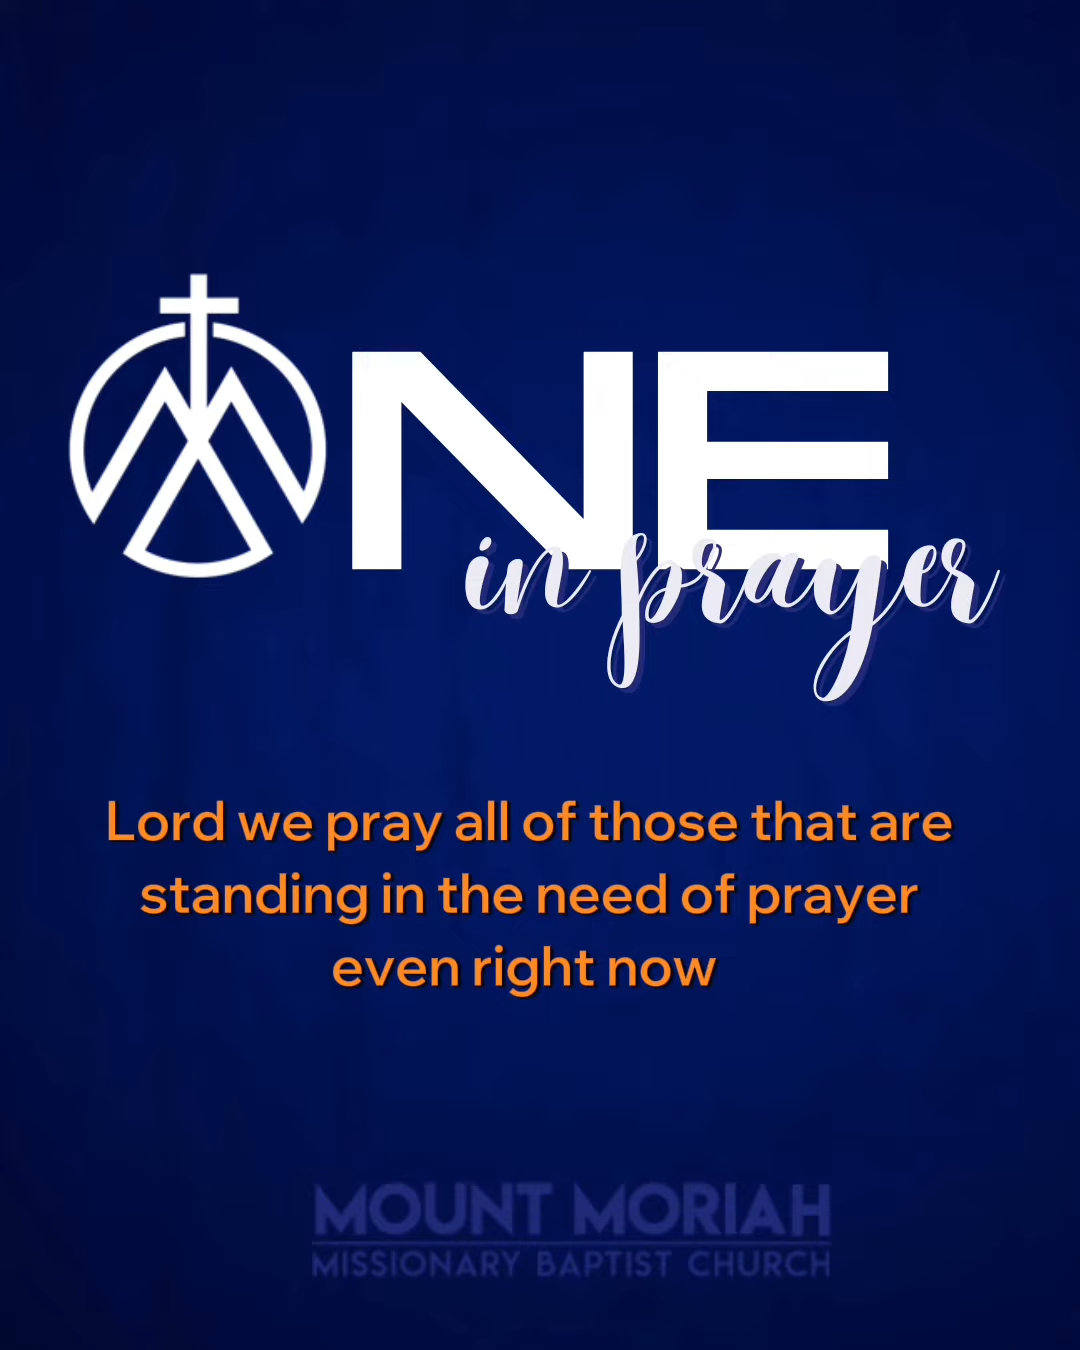 ONE
in prayer
Lord we pray all of those that are
standing in the need of prayer
even right now
MOUNT MORIAH
MISSIONARY BAPTIST CHURCH